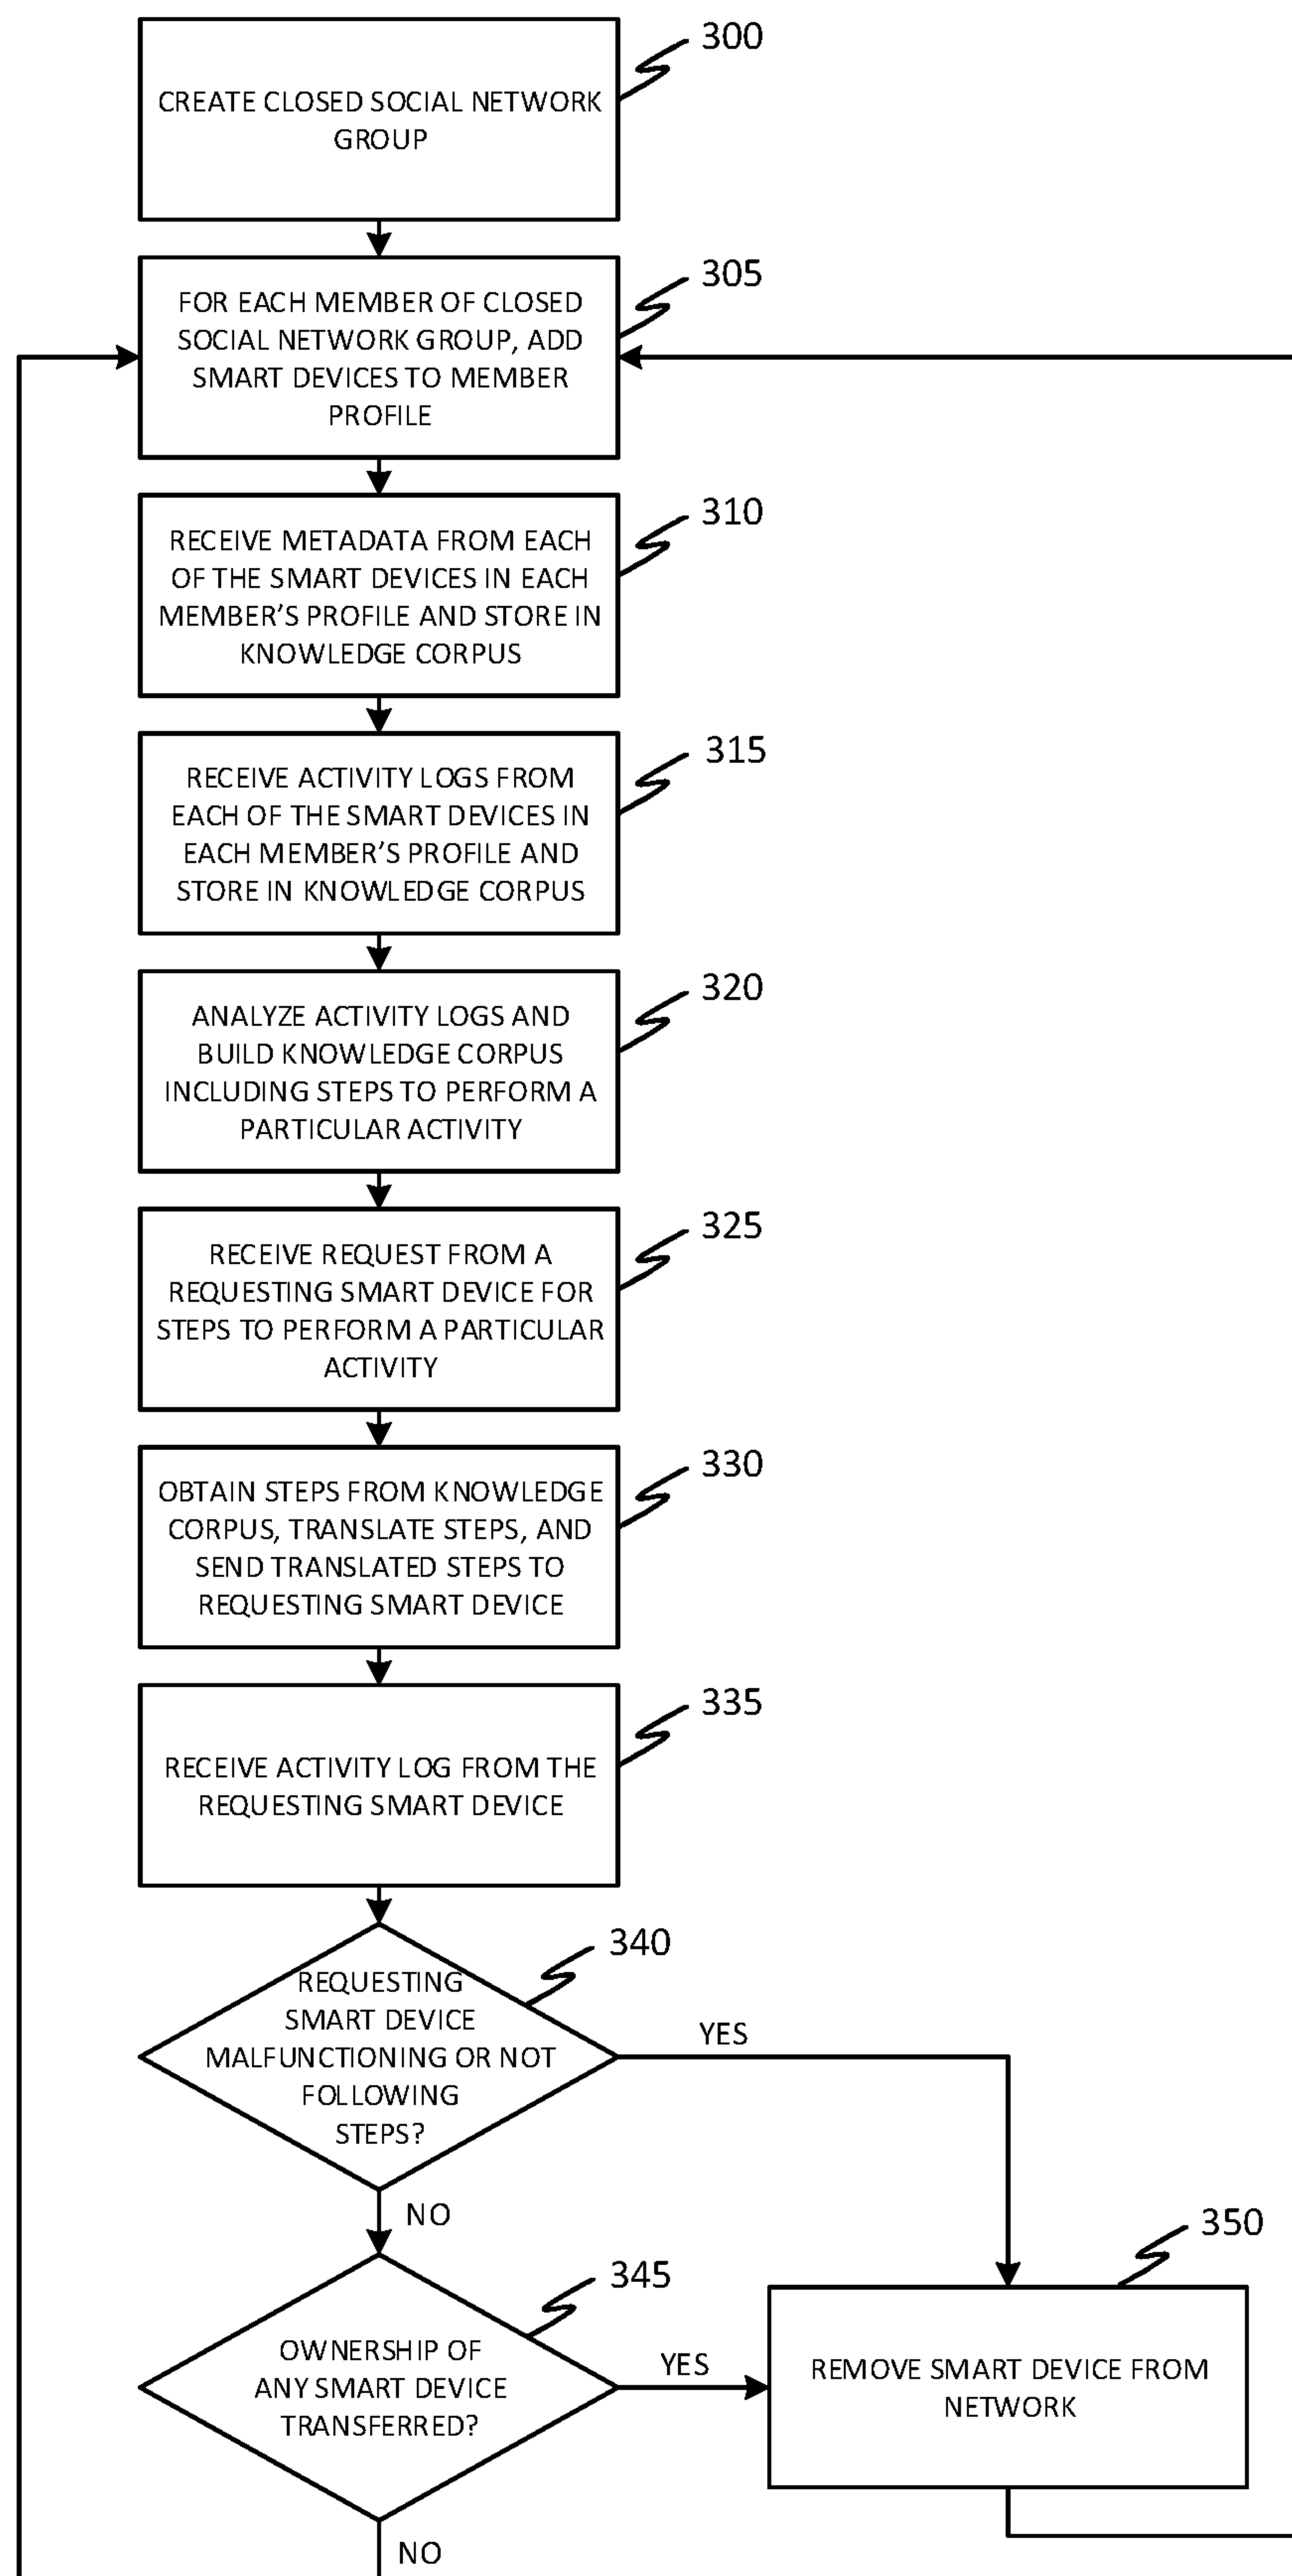 300
CREATE CLOSED SOCIAL NETWORK
GROUP
305
FOR EACH MEMBER OF CLOSED
SOCIAL NETWORK GROUP, ADD
SMART DEVICES TO MEMBER
PROFILE
310
RECEIVE METADATA FROM EACH
OF THE SMART DEVICES IN EACH
MEMBER'S PROFILE AND STORE IN
KNOWLEDGE CORPUS
315
RECEIVE ACTIVITY LOGS FROM
EACH OF THE SMART DEVICES IN
EACH MEMBER'S PROFILE AND
STORE IN KNOWLEDGE CORPUS
320
ANALYZE ACTIVITY LOGS AND
BUILD KNOWLEDGE CORPUS
INCLUDING STEPS TO PERFORM A
PARTICULAR ACTIVITY
325
RECEIVE REQUEST FROM A
REQUESTING SMART DEVICE FOR
STEPS TO PERFORM A PARTICULAR
ACTIVITY
330
OBTAIN STEPS FROM KNOWLEDGE
CORPUS, TRANSLATE STEPS, AND
SEND TRANSLATED STEPS TO
REQUESTING SMART DEVICE
335
RECEIVE ACTIVITY LOG FROM THE
REQUESTING SMART DEVICE
340
REQUESTING
SMART DEVICE
MALFUNCTIONING OR NOT
FOLLOWING
STEPS?
YES
NO
345
OWNERSHIP OF
ANY SMART DEVICE
TRANSFERRED?
YES
NO
350
REMOVE SMART DEVICE FROM
NETWORK